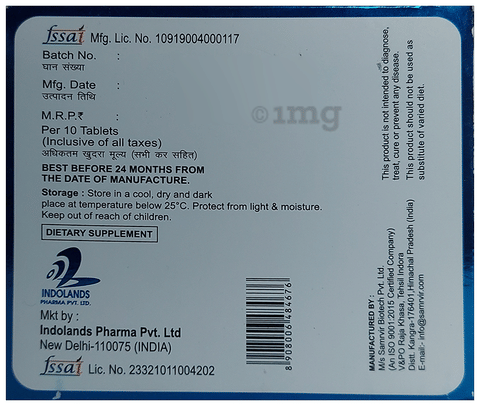 fssai Mfg. Lic. No. 10919004000117
Batch No. :
घान संख्या
Mfg. Date :
उत्पादन तिथि
M.R.P.₹ :
Per 10 Tablets
(Inclusive of all taxes)
अधिकतम खुदरा मूल्य (सभी कर सहित)
BEST BEFORE 24 MONTHS FROM
THE DATE OF MANUFACTURE.
Storage : Store in a cool, dry and dark
place at temperature below 25°C. Protect from light & moisture.
Keep out of reach of children.
DIETARY SUPPLEMENT
INDOLANDS
PHARMA PVT. LTD.
Mkt by :
Indolands Pharma Pvt. Ltd
New Delhi-110075 (INDIA)
fssai Lic. No. 23321011004202
8908006484676
©1mg
This product is not intended to diagnose,
treat, cure or prevent any disease.
This product should not be used as
substitute of varied diet.
MANUFACTURED BY :
M/s Samrvir Biotech Pvt. Ltd.
(An ISO 9001:2015 Certified Company)
V&PO Raja Khasa, Tehsil Indora
Distt. Kangra-176401,Himachal Pradesh (India)
E-mail:- info@samrvir.com